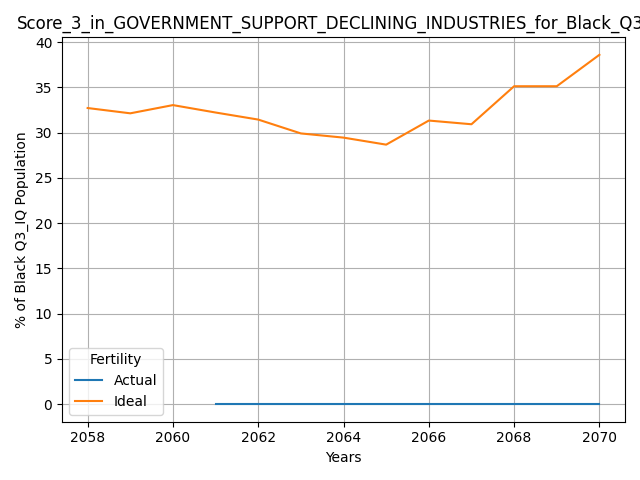 Score_3_in_GOVERNMENT_SUPPORT_DECLINING_INDUSTRIES_for_Black_Q3
% of Black Q3_IQ Population
40
35
30
25
20
15
10
5
0
Fertility
Actual
Ideal
2058 2060 2062 2064 2066 2068 2070
Years